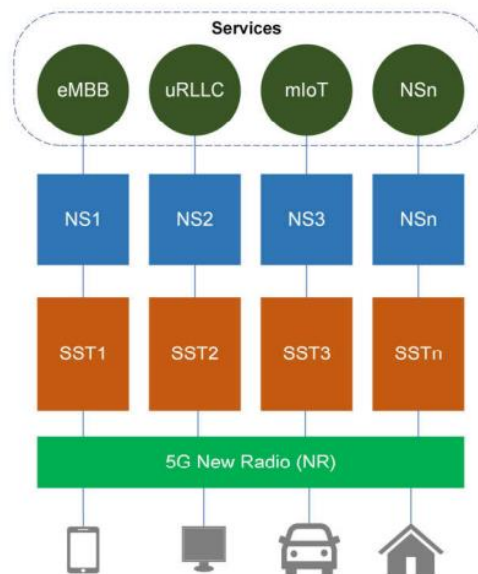 Services
eMBB uRLLC mIoT NSn
NS1 NS2 NS3 NSn
SST1 SST2 SST3 SSTn
5G New Radio (NR)